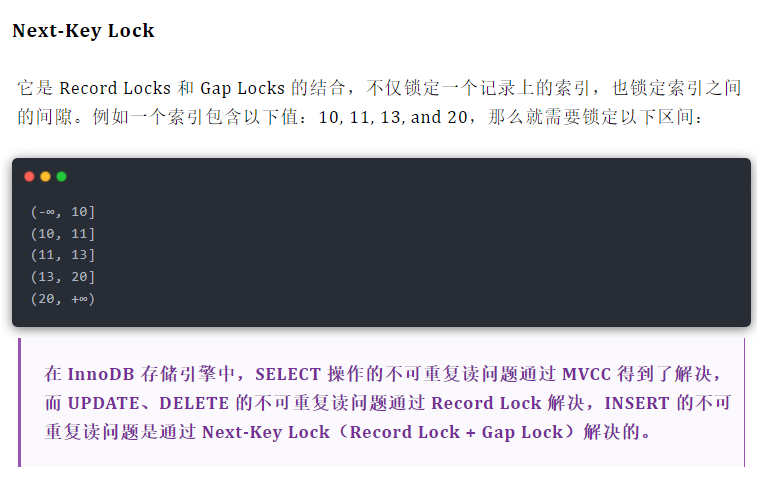 Next-Key Lock
它是 Record Locks 和 Gap Locks 的结合，不仅锁定一个记录上的索引，也锁定索引之间
的间隙。例如一个索引包含以下值：10, 11, 13, and 20，那么就需要锁定以下区间：
(-∞, 10]
(10, 11]
(11, 13]
(13, 20]
(20, +∞)
在 InnoDB 存储引擎中，SELECT 操作的不可重复读问题通过 MVCC 得到了解决，
而 UPDATE、DELETE 的不可重复读问题通过 Record Lock 解决，INSERT 的不可
重复读问题是通过 Next-Key Lock（Record Lock + Gap Lock）解决的。